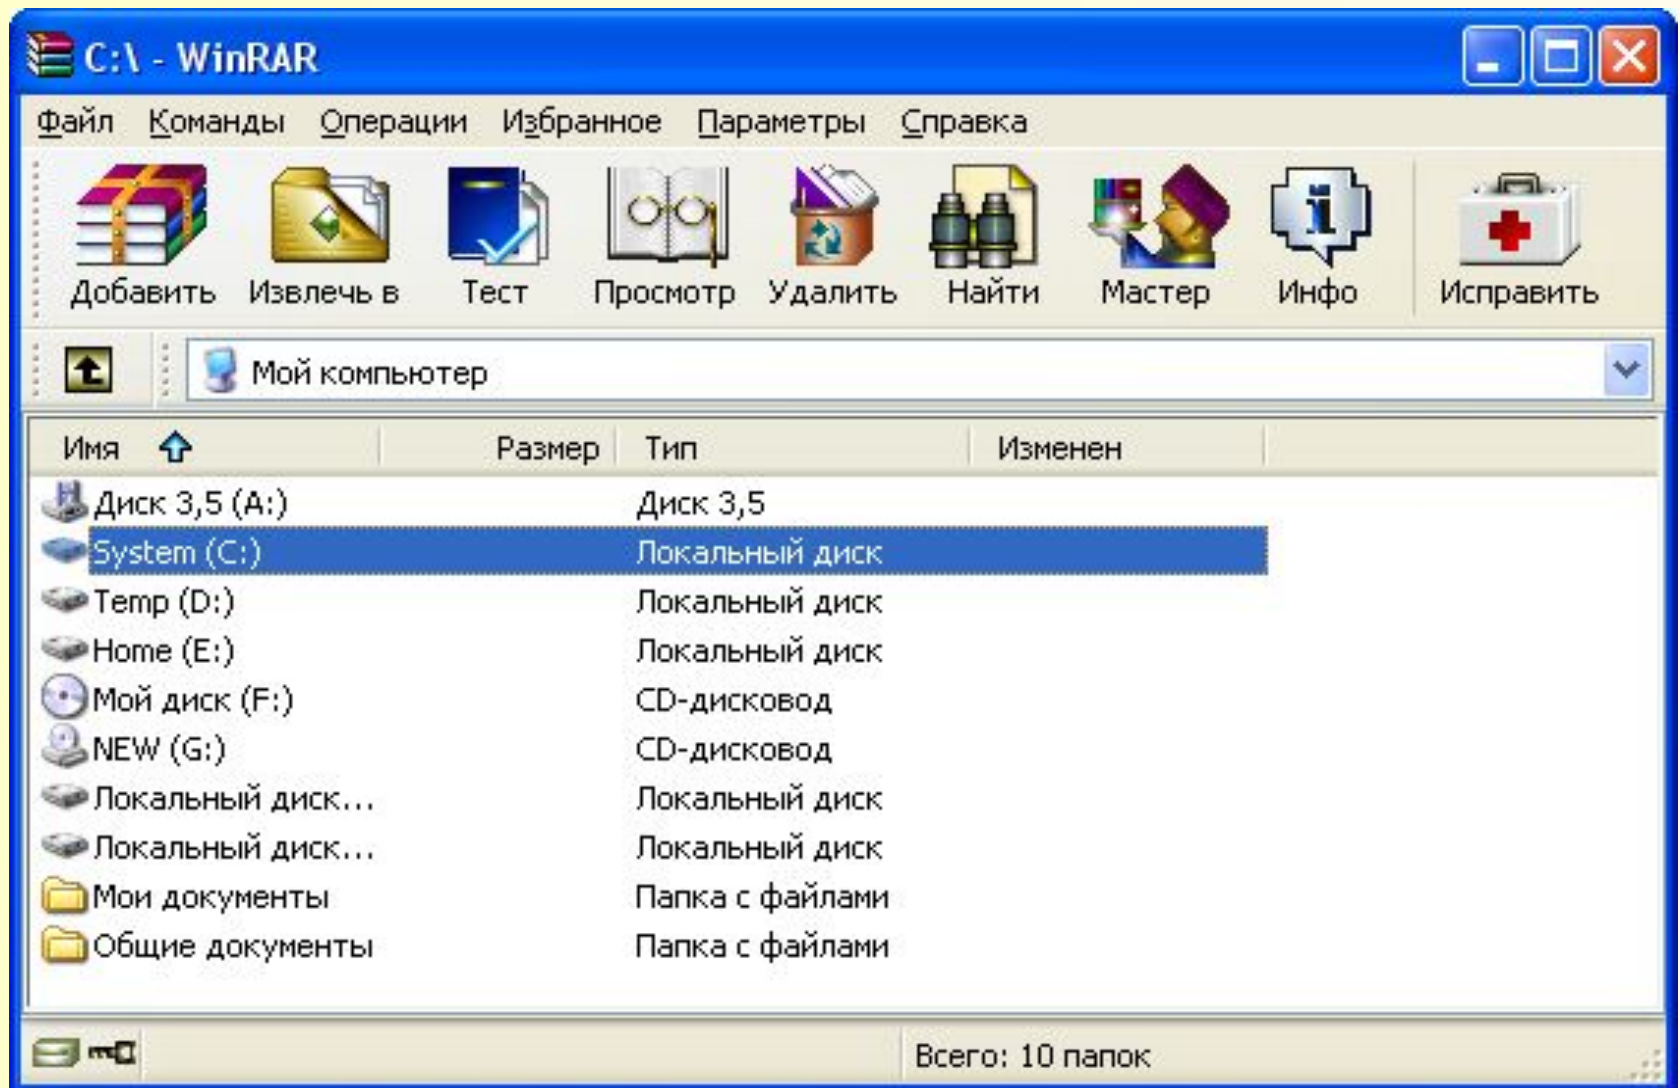 C:\ - WinRAR
Файл Команды Операции Избранное Параметры Справка
Добавить Извлечь в Тест Просмотр Удалить Найти Мастер Инфо Исправить
Мой компьютер
Имя Размер Тип Изменен
Диск 3,5 (A:) Диск 3,5
System (C:) Локальный диск
Temp (D:) Локальный диск
Home (E:) Локальный диск
Мой диск (F:) CD-дисковод
NEW (G:) CD-дисковод
Локальный диск... Локальный диск
Локальный диск... Локальный диск
Мои документы Папка с файлами
Общие документы Папка с файлами
Всего: 10 папок